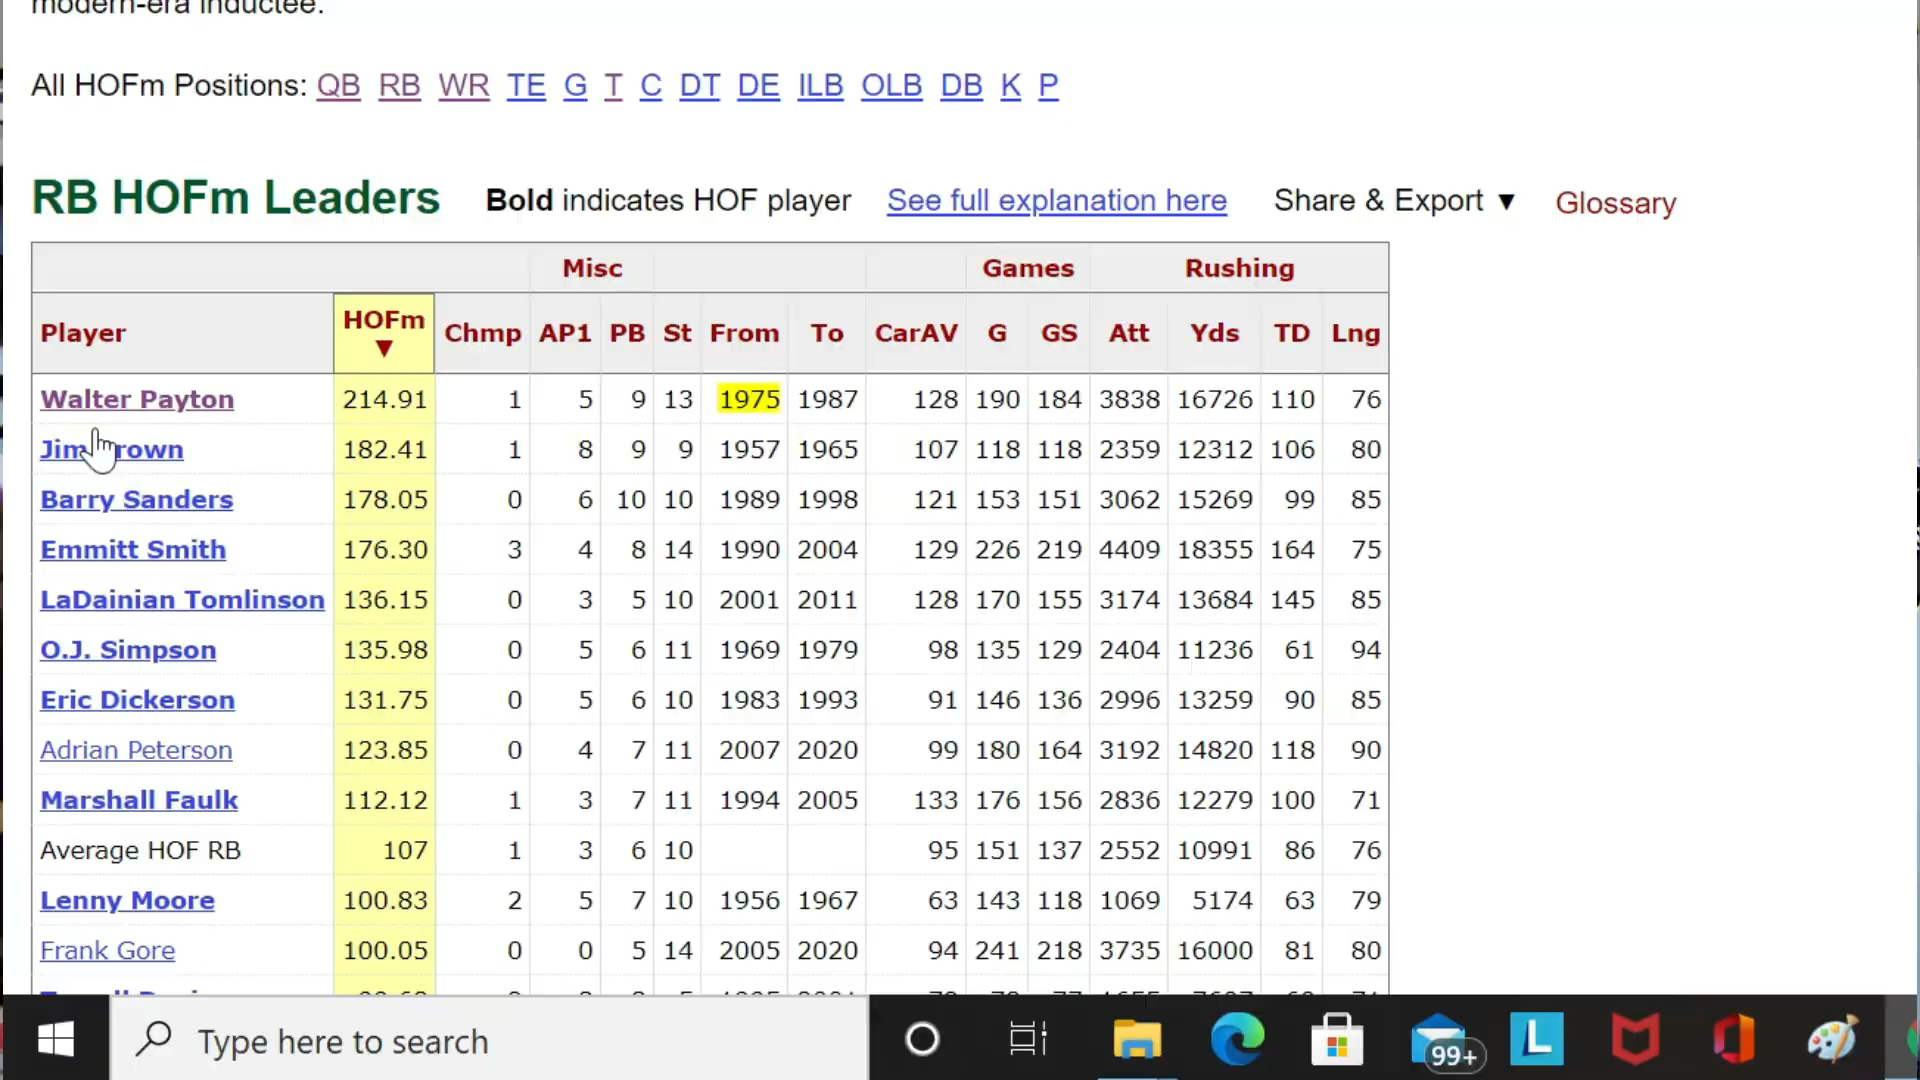 modern-era inductee.
All HOFm Positions: QB RB WR TE G T C DT DE ILB OLB DB K P
RB HOFm Leaders Bold indicates HOF player See full explanation here Share & Export ▼ Glossary
Misc Games Rushing
Player HOFm ▼ Chmp AP1 PB St From To CarAV G GS Att Yds TD Lng
Walter Payton 214.91 1 5 9 13 1975 1987 128 190 184 3838 16726 110 76
Jim rown 182.41 1 8 9 9 1957 1965 107 118 118 2359 12312 106 80
Barry Sanders 178.05 0 6 10 10 1989 1998 121 153 151 3062 15269 99 85
Emmitt Smith 176.30 3 4 8 14 1990 2004 129 226 219 4409 18355 164 75
LaDainian Tomlinson 136.15 0 3 5 10 2001 2011 128 170 155 3174 13684 145 85
O.J. Simpson 135.98 0 5 6 11 1969 1979 98 135 129 2404 11236 61 94
Eric Dickerson 131.75 0 5 6 10 1983 1993 91 146 136 2996 13259 90 85
Adrian Peterson 123.85 0 4 7 11 2007 2020 99 180 164 3192 14820 118 90
Marshall Faulk 112.12 1 3 7 11 1994 2005 133 176 156 2836 12279 100 71
Average HOF RB 107 1 3 6 10 95 151 137 2552 10991 86 76
Lenny Moore 100.83 2 5 7 10 1956 1967 63 143 118 1069 5174 63 79
Frank Gore 100.05 0 0 5 14 2005 2020 94 241 218 3735 16000 81 80
Type here to search
99+
L